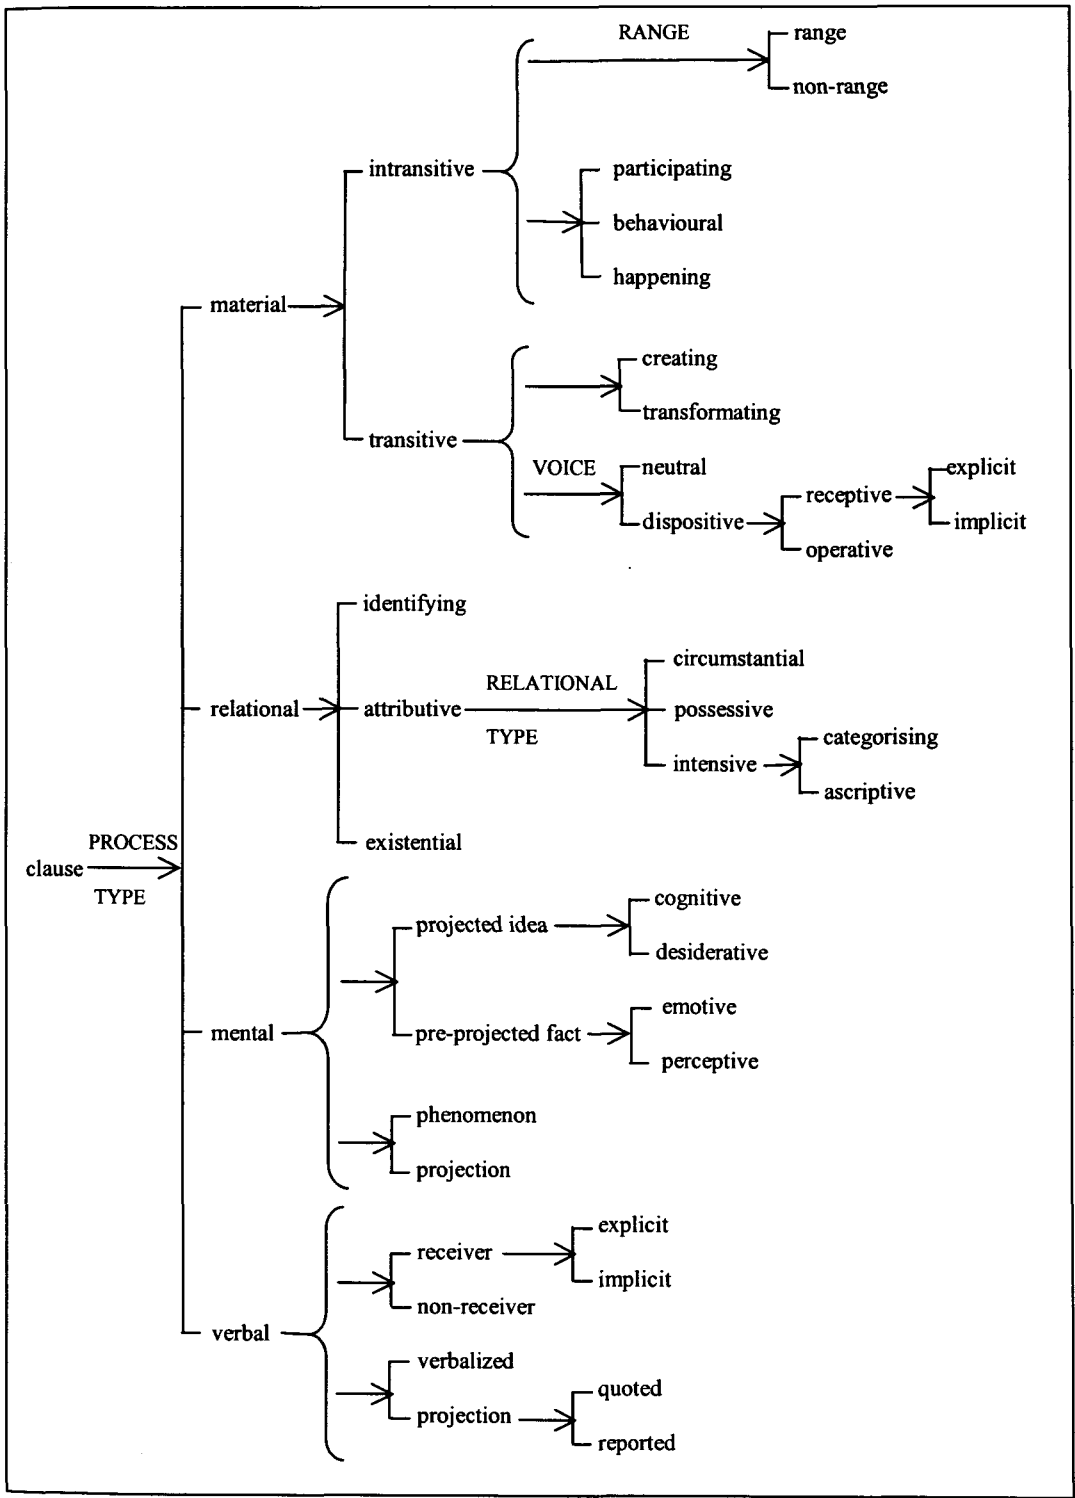 RANGE
range
non-range
intransitive
participating
behavioural
happening
material
creating
transformating
transitive
VOICE
neutral
explicit
receptive
dispositive
implicit
operative
identifying
circumstantial
RELATIONAL
relational
attributive
possessive
TYPE
categorising
intensive
ascriptive
existential
PROCESS
clause
TYPE
cognitive
projected idea
desiderative
emotive
mental
pre-projected fact
perceptive
phenomenon
projection
explicit
receiver
implicit
non-receiver
verbal
verbalized
quoted
projection
reported